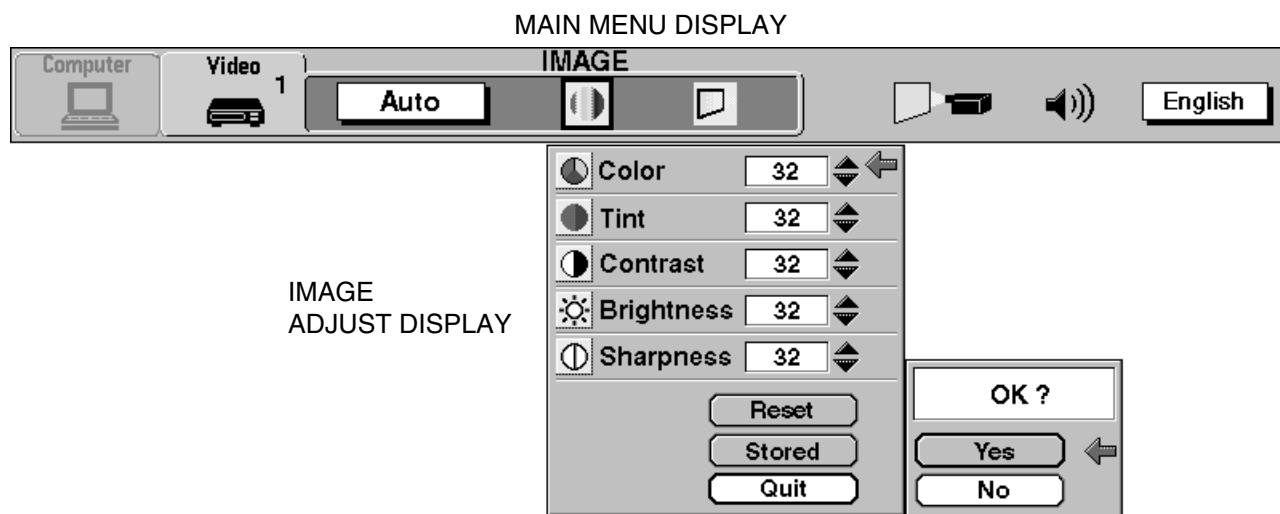 MAIN MENU DISPLAY
Computer
Video
1
IMAGE
Auto
English
Color 32
Tint 32
Contrast 32
Brightness 32
Sharpness 32
IMAGE
ADJUST DISPLAY
Reset
Stored
Quit
OK ?
Yes
No